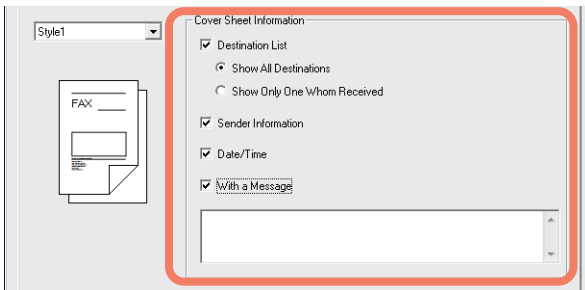 Style1
Cover Sheet Information
Destination List
Show All Destinations
Show Only One Whom Received
FAX
Sender Information
Date/Time
With a Message